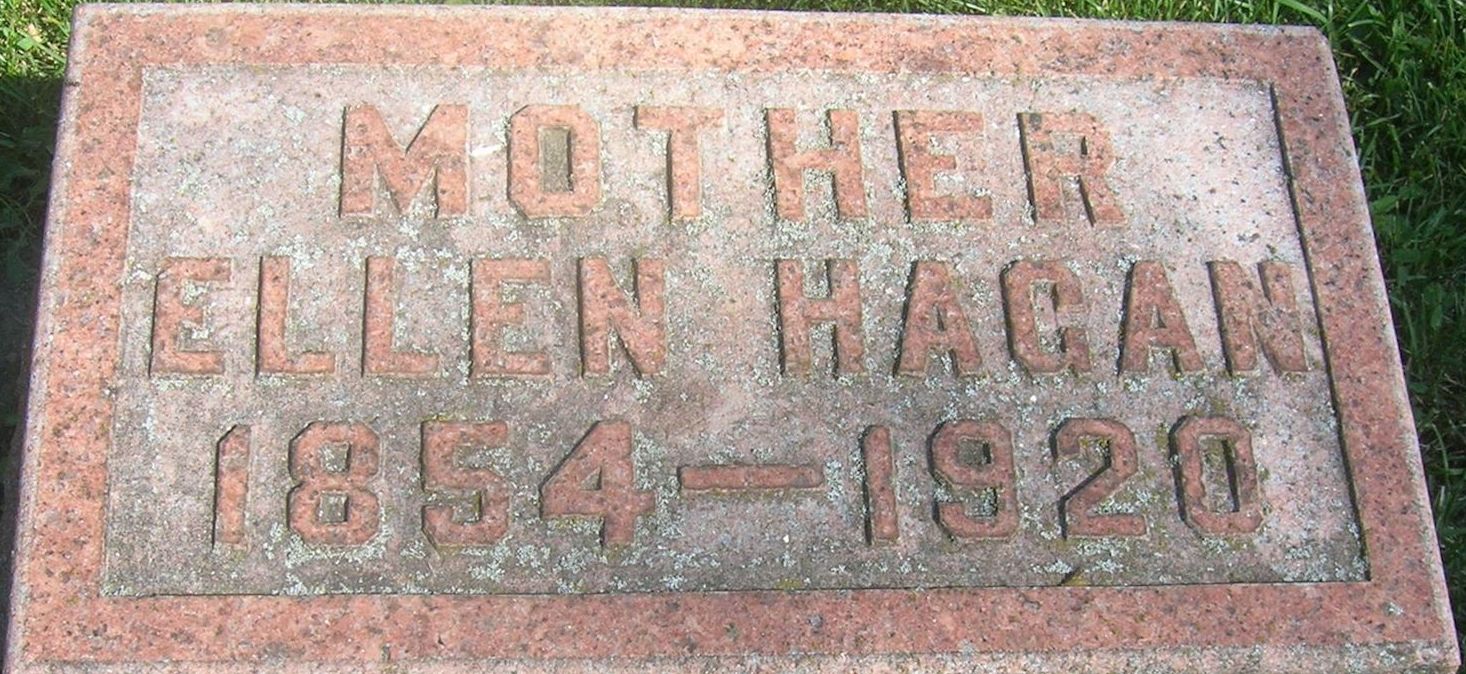 MOTHER
ELLEN HAGAN
1854–1920